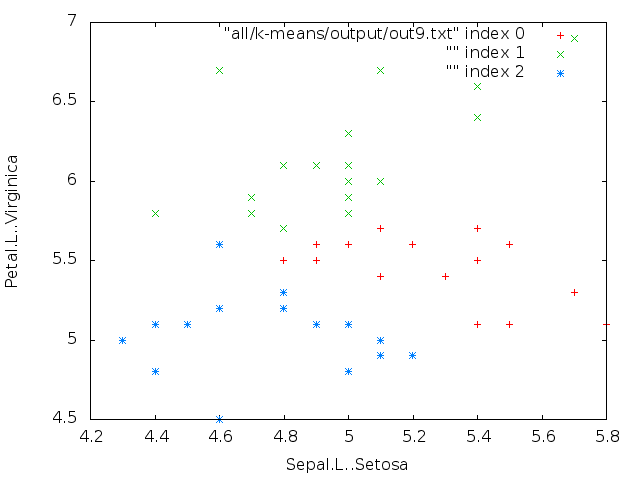 7
"all/k-means/output/out9.txt" index 0
"" index 1
"" index 2
6.5
6
5.5
5
4.5
Petal.L..Virginica
4.2 4.4 4.6 4.8 5 5.2 5.4 5.6 5.8
Sepal.L..Setosa